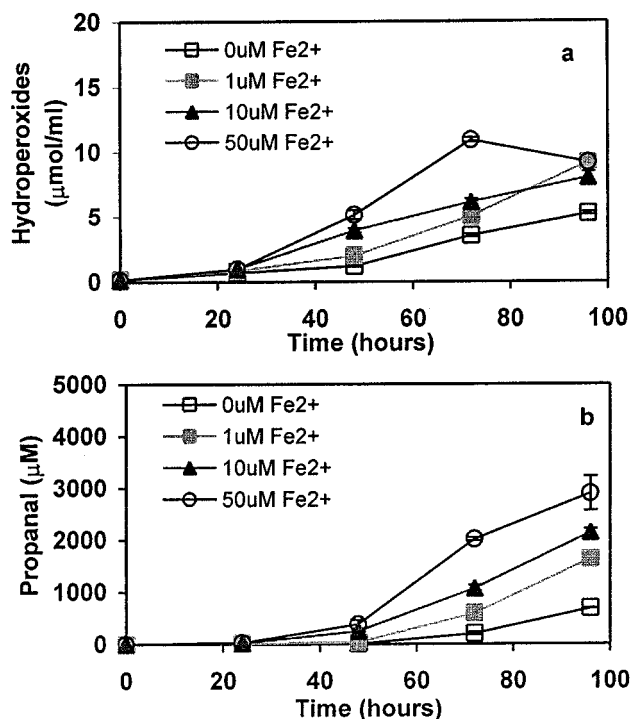 a
20
15
10
5
0
Hydroperoxides
(μmol/ml)
0uM Fe2+
1uM Fe2+
10uM Fe2+
50uM Fe2+
0 20 40 60 80 100
Time (hours)
b
5000
4000
3000
2000
1000
0
Propanal (μM)
0uM Fe2+
1uM Fe2+
10uM Fe2+
50uM Fe2+
0 20 40 60 80 100
Time (hours)